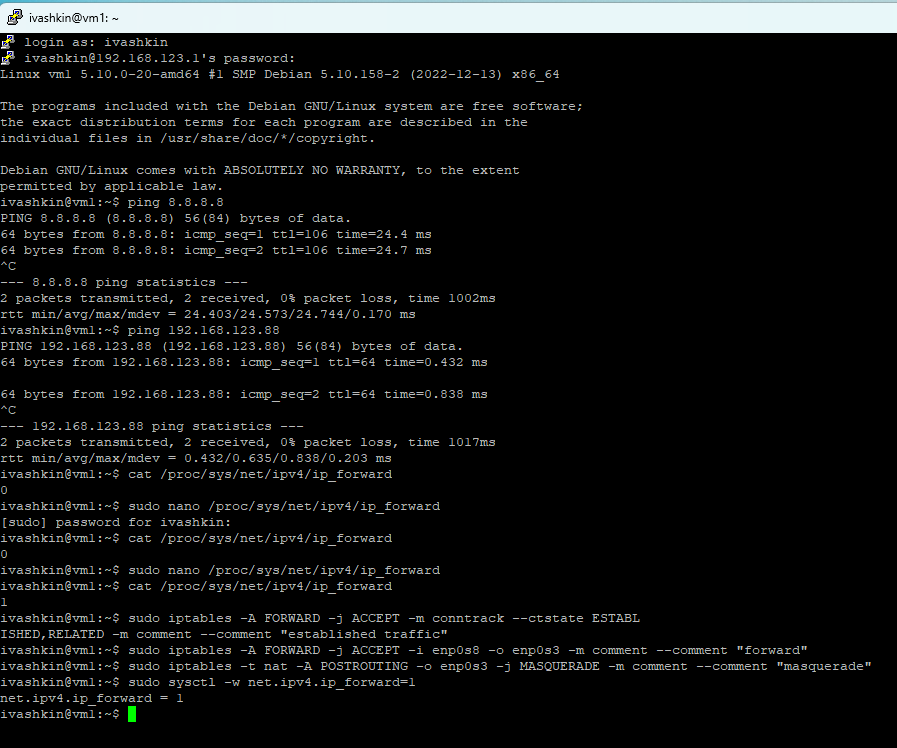 ivashkin@vm1: ~
login as: ivashkin
ivashkin@192.168.123.1's password:
Linux vm1 5.10.0-20-amd64 #1 SMP Debian 5.10.158-2 (2022-12-13) x86_64
The programs included with the Debian GNU/Linux system are free software;
the exact distribution terms for each program are described in the
individual files in /usr/share/doc/*/copyright.
Debian GNU/Linux comes with ABSOLUTELY NO WARRANTY, to the extent
permitted by applicable law.
ivashkin@vm1:~$ ping 8.8.8.8
PING 8.8.8.8 (8.8.8.8) 56(84) bytes of data.
64 bytes from 8.8.8.8: icmp_seq=1 ttl=106 time=24.4 ms
64 bytes from 8.8.8.8: icmp_seq=2 ttl=106 time=24.7 ms
^C
--- 8.8.8.8 ping statistics ---
2 packets transmitted, 2 received, 0% packet loss, time 1002ms
rtt min/avg/max/mdev = 24.403/24.573/24.744/0.170 ms
ivashkin@vm1:~$ ping 192.168.123.88
PING 192.168.123.88 (192.168.123.88) 56(84) bytes of data.
64 bytes from 192.168.123.88: icmp_seq=1 ttl=64 time=0.432 ms
64 bytes from 192.168.123.88: icmp_seq=2 ttl=64 time=0.838 ms
^C
--- 192.168.123.88 ping statistics ---
2 packets transmitted, 2 received, 0% packet loss, time 1017ms
rtt min/avg/max/mdev = 0.432/0.635/0.838/0.203 ms
ivashkin@vm1:~$ cat /proc/sys/net/ipv4/ip_forward
0
ivashkin@vm1:~$ sudo nano /proc/sys/net/ipv4/ip_forward
[sudo] password for ivashkin:
ivashkin@vm1:~$ cat /proc/sys/net/ipv4/ip_forward
0
ivashkin@vm1:~$ sudo nano /proc/sys/net/ipv4/ip_forward
ivashkin@vm1:~$ cat /proc/sys/net/ipv4/ip_forward
1
ivashkin@vm1:~$ sudo iptables -A FORWARD -j ACCEPT -m conntrack --ctstate ESTABL
ISHED,RELATED -m comment --comment "established traffic"
ivashkin@vm1:~$ sudo iptables -A FORWARD -j ACCEPT -i enp0s8 -o enp0s3 -m comment --comment "forward"
ivashkin@vm1:~$ sudo iptables -t nat -A POSTROUTING -o enp0s3 -j MASQUERADE -m comment --comment "masquerade"
ivashkin@vm1:~$ sudo sysctl -w net.ipv4.ip_forward=1
net.ipv4.ip_forward = 1
ivashkin@vm1:~$